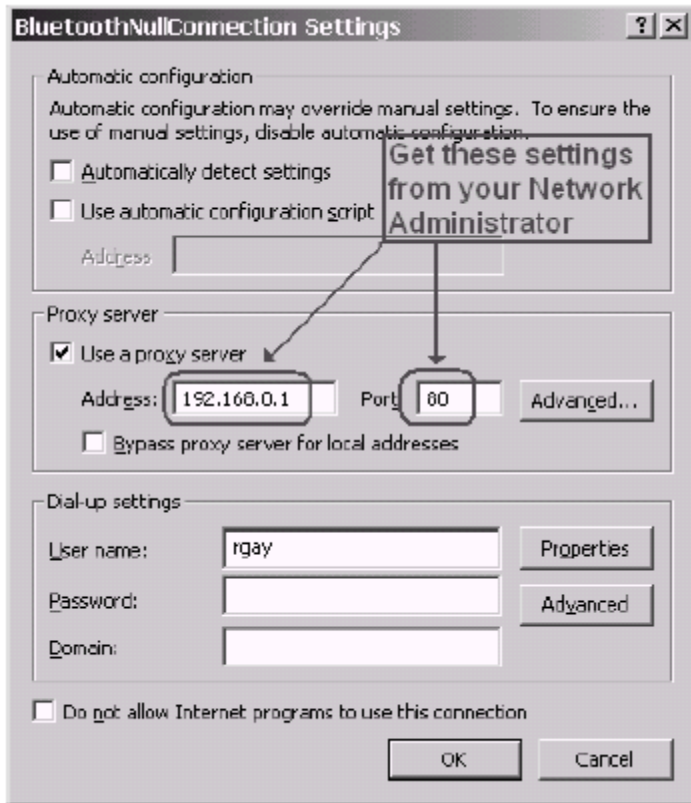 BluetoothNullConnection Settings
Automatic configuration
Automatic configuration may override manual settings. To ensure the
use of manual settings, disable automatic configuration.
Get these settings
from your Network
Administrator
Automatically detect settings
Use automatic configuration script
Address
Proxy server
Use a proxy server
Address: 192.168.0.1 Port 80 Advanced...
Bypass proxy server for local addresses
Dial-up settings
User name: rgay Properties
Password: Advanced
Domain:
Do not allow Internet programs to use this connection
OK Cancel